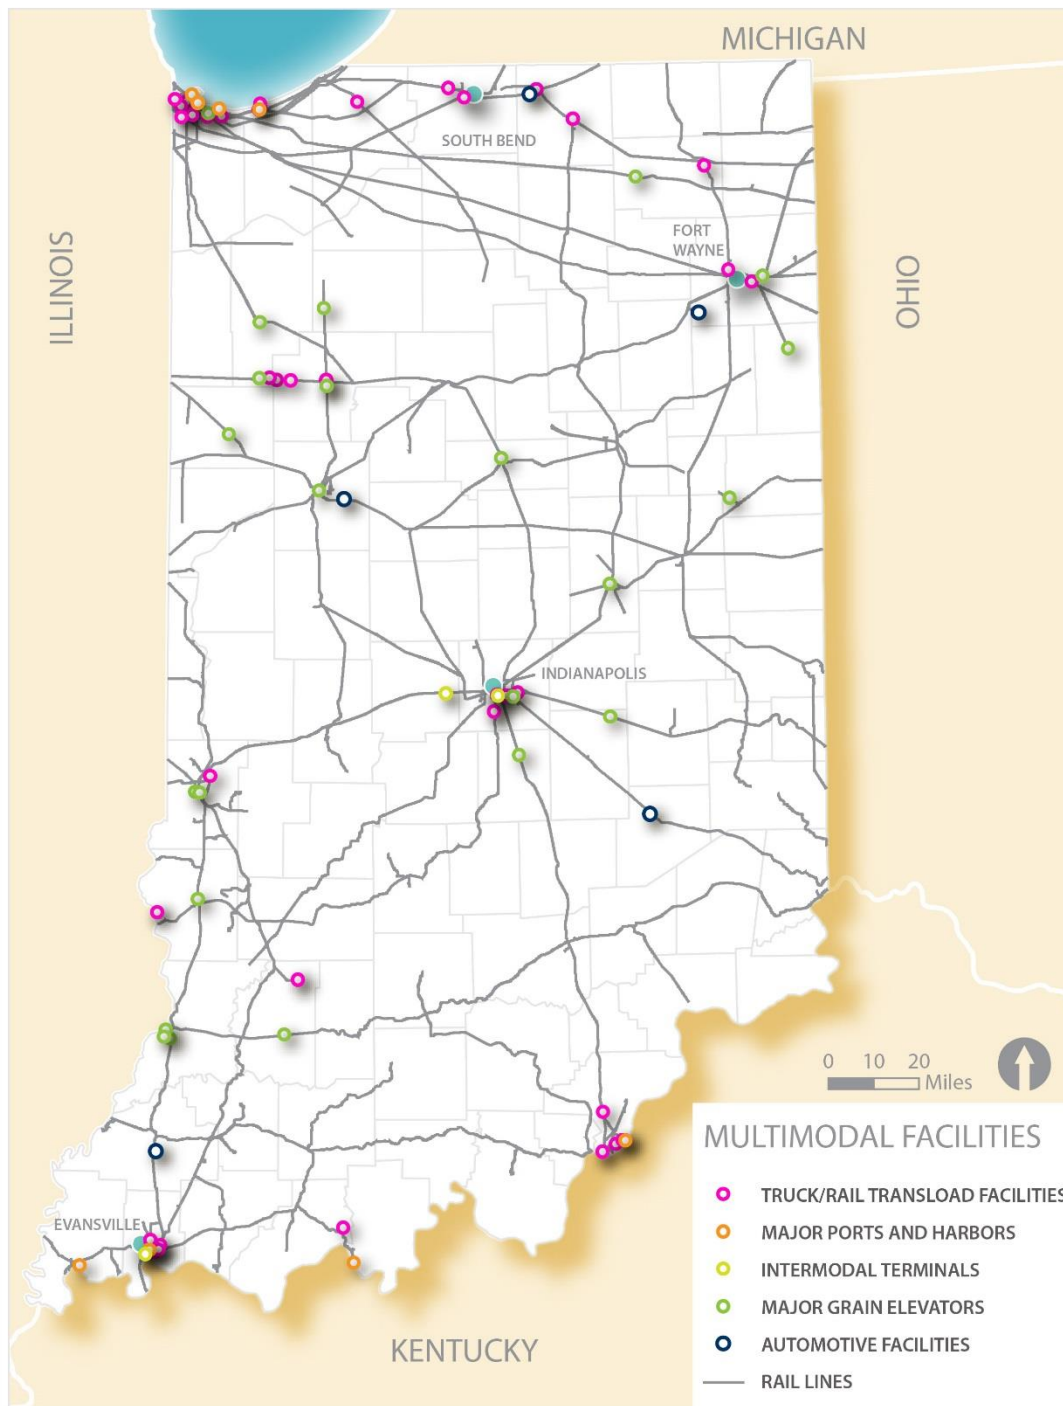 MICHIGAN
SOUTH BEND
FORT
WAYNE
ILLINOIS
OHIO
INDIANAPOLIS
0 10 20
Miles
EVANSVILLE
KENTUCKY
MULTIMODAL FACILITIES
TRUCK/RAIL TRANSLOAD FACILITIES
MAJOR PORTS AND HARBORS
INTERMODAL TERMINALS
MAJOR GRAIN ELEVATORS
AUTOMOTIVE FACILITIES
RAIL LINES